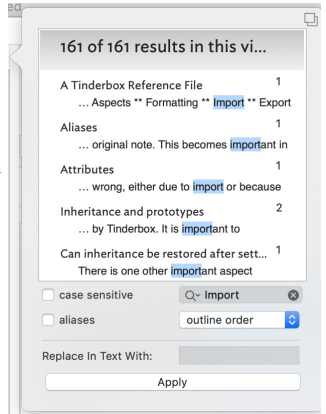 ed
161 of 161 results in this vi...
A Tinderbox Reference File 1
... Aspects ** Formatting ** Import ** Export
Aliases 1
... original note. This becomes important in
Attributes 1
... wrong, either due to import or because
Inheritance and prototypes 2
... by Tinderbox. It is important to
Can inheritance be restored after sett... 1
There is one other important aspect
case sensitive Import
aliases outline order
Replace In Text With:
Apply